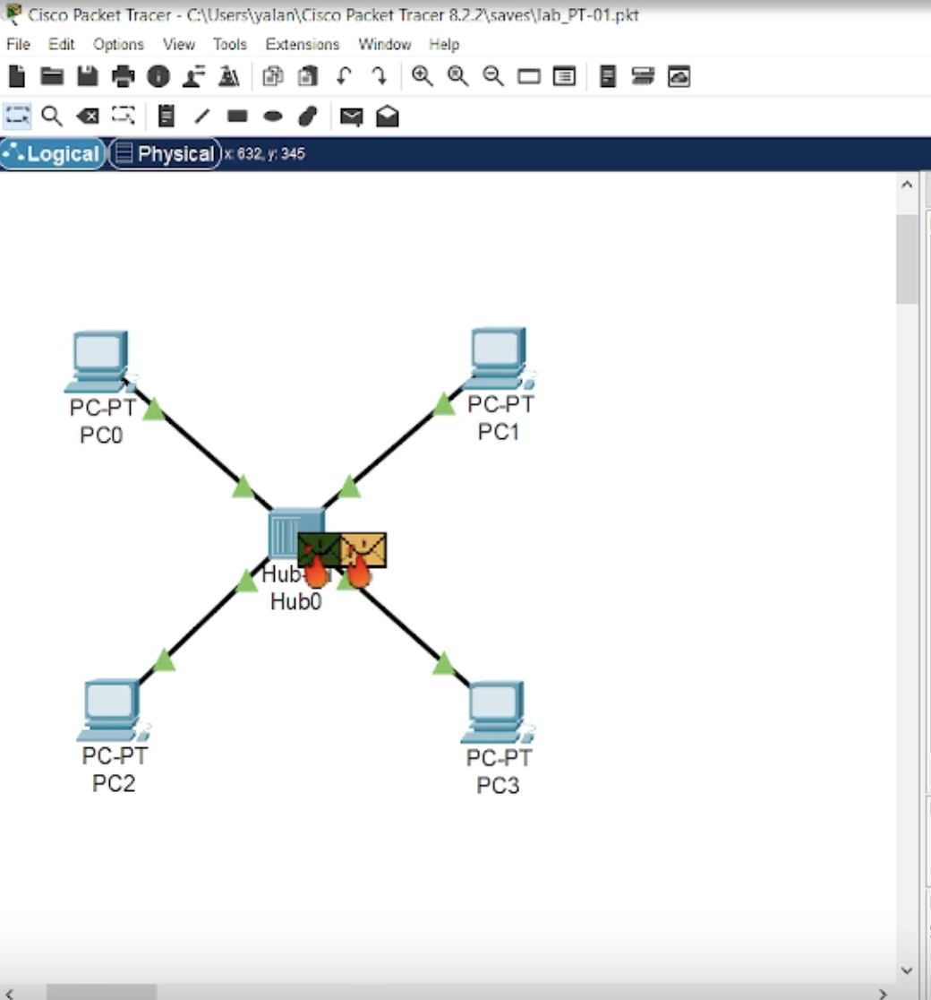 Cisco Packet Tracer - C:\Users\yalan\Cisco Packet Tracer 8.2.2\saves\lab_PT-01.pkt
File Edit Options View Tools Extensions Window Help
Logical Physical x: 632, y: 345
PC-PT
PC0
PC-PT
PC1
Hub0
PC-PT
PC2
PC-PT
PC3